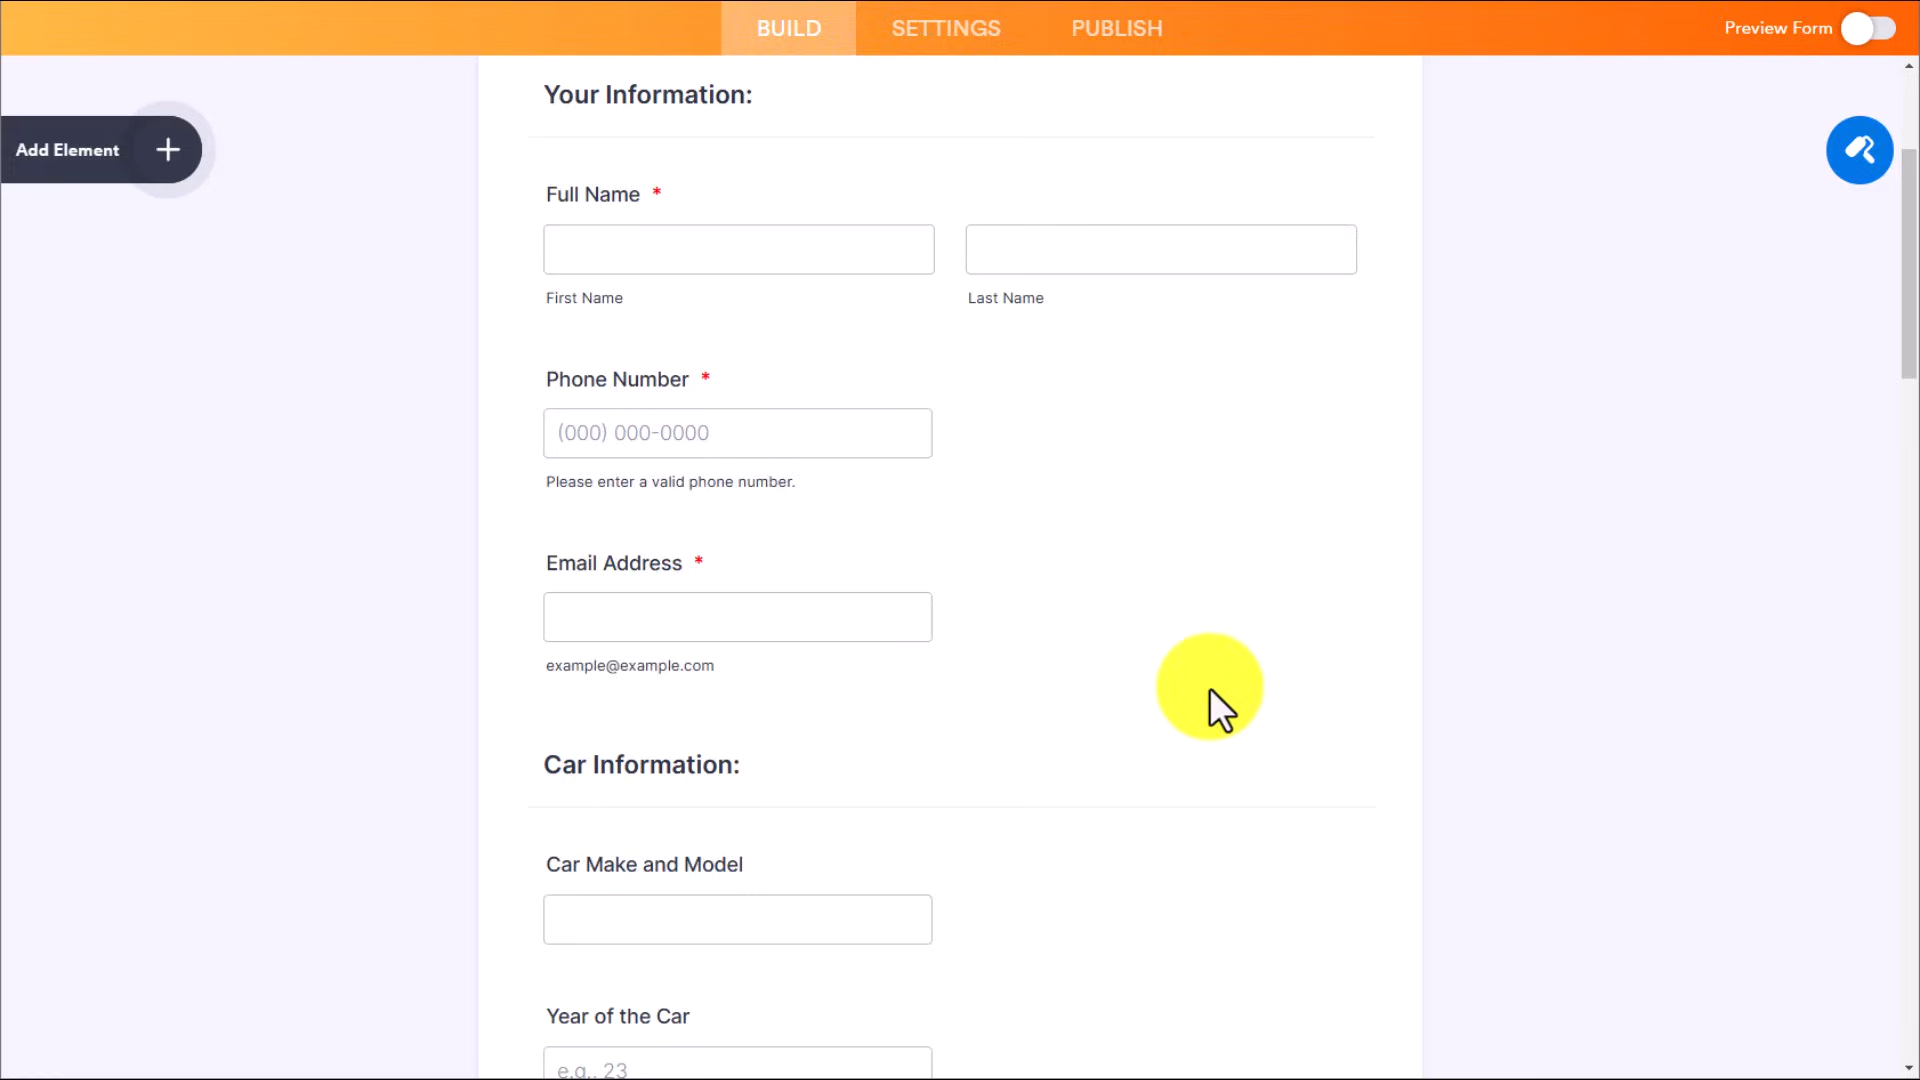 BUILD SETTINGS PUBLISH Preview Form
Add Element +
Your Information:
Full Name *
First Name Last Name
Phone Number *
(000) 000-0000
Please enter a valid phone number.
Email Address *
example@example.com
Car Information:
Car Make and Model
Year of the Car
e.g., 23